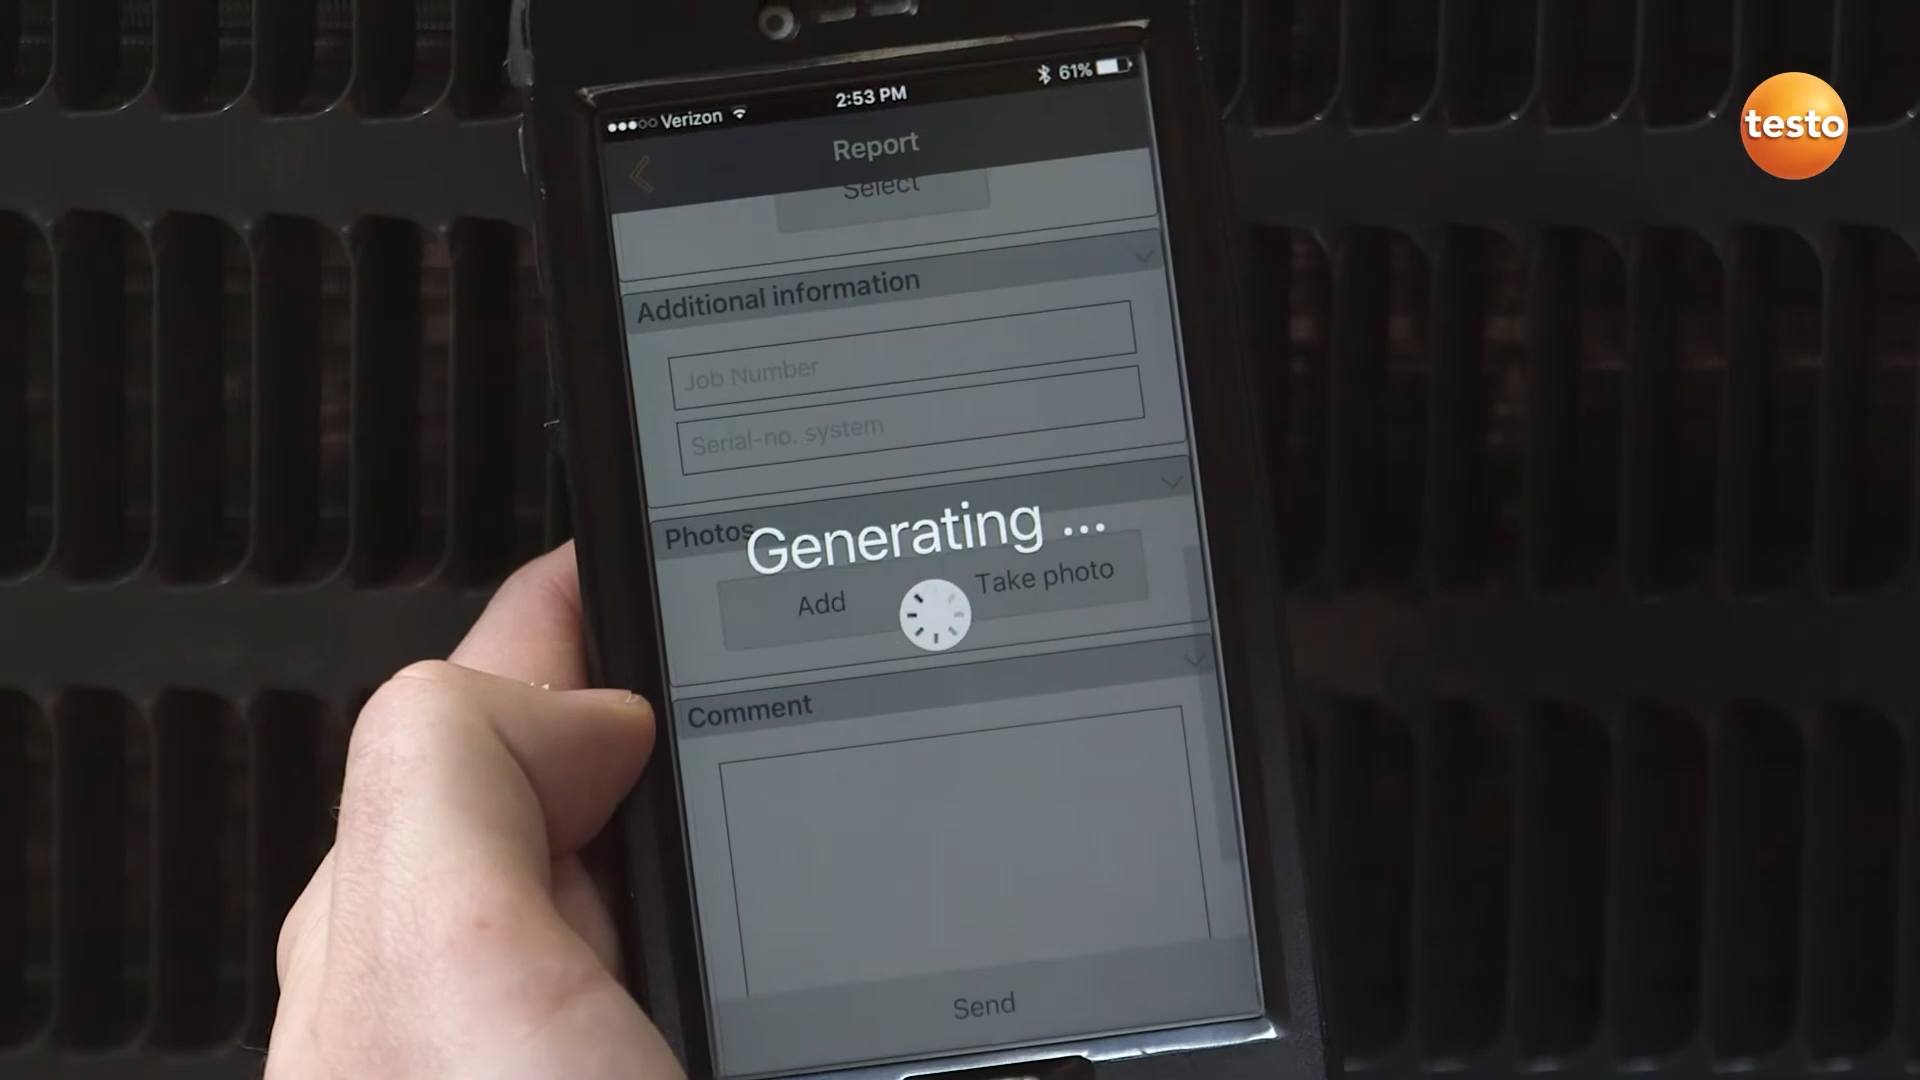 Verizon 2:53 PM 61%
Report
Select
Additional information
Job Number
Serial-no. system
Photos
Generating ...
Add Take photo
Comment
Send
testo